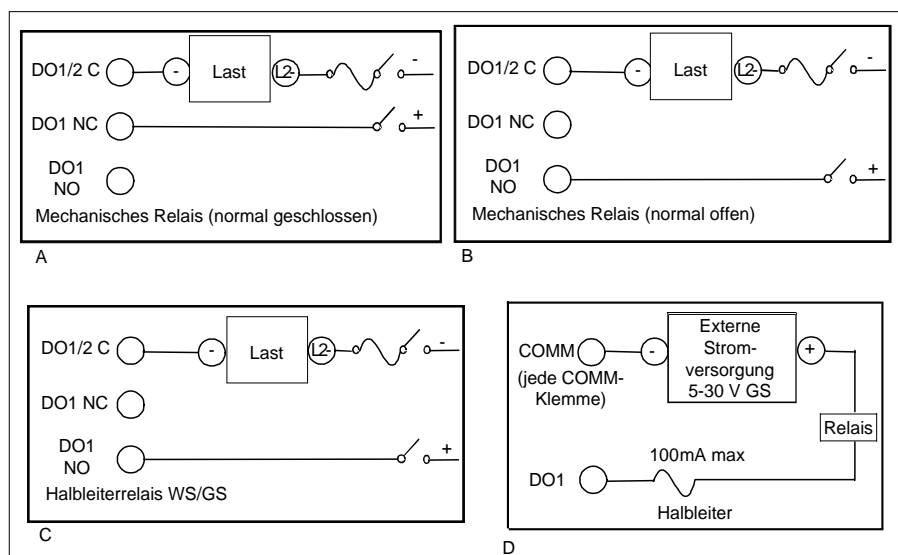 DO1/2 C
-
Last
L2-
-
DO1 NC
+
DO1
NO
Mechanisches Relais (normal geschlossen)
A
DO1/2 C
-
Last
L2-
-
DO1 NC
DO1
NO
+
Mechanisches Relais (normal offen)
B
DO1/2 C
-
Last
L2-
-
DO1 NC
DO1
NO
+
Halbleiterrelais WS/GS
C
COMM
(jede COMM-
Klemme)
-
Externe
Strom-
versorgung
5-30 V GS
+
Relais
100mA max
DO1
Halbleiter
D